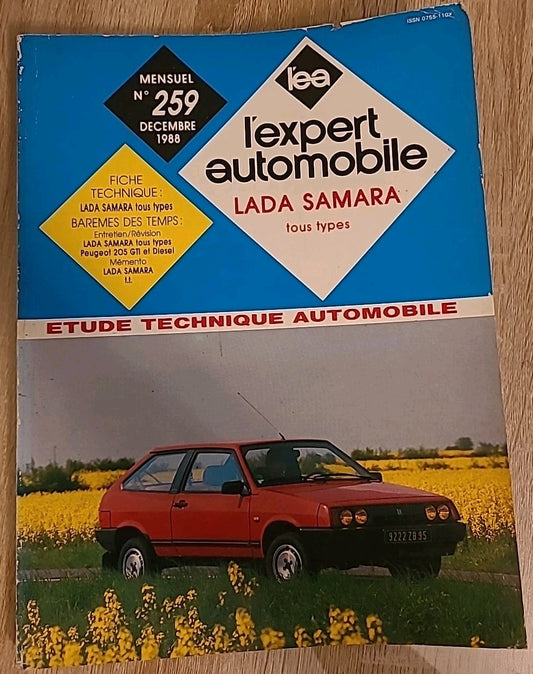 ISSN 0755-1107
MENSUEL
N° 259
DECEMBRE
1988
l'ea
l'expert
automobile
LADA SAMARA
tous types
FICHE
TECHNIQUE :
LADA SAMARA tous types
BAREMES DES TEMPS :
Entretien/Révision
LADA SAMARA tous types
Peugeot 205 GTI et Diesel
Mémento
LADA SAMARA
I.t.
ETUDE TECHNIQUE AUTOMOBILE
9222 ZB 95